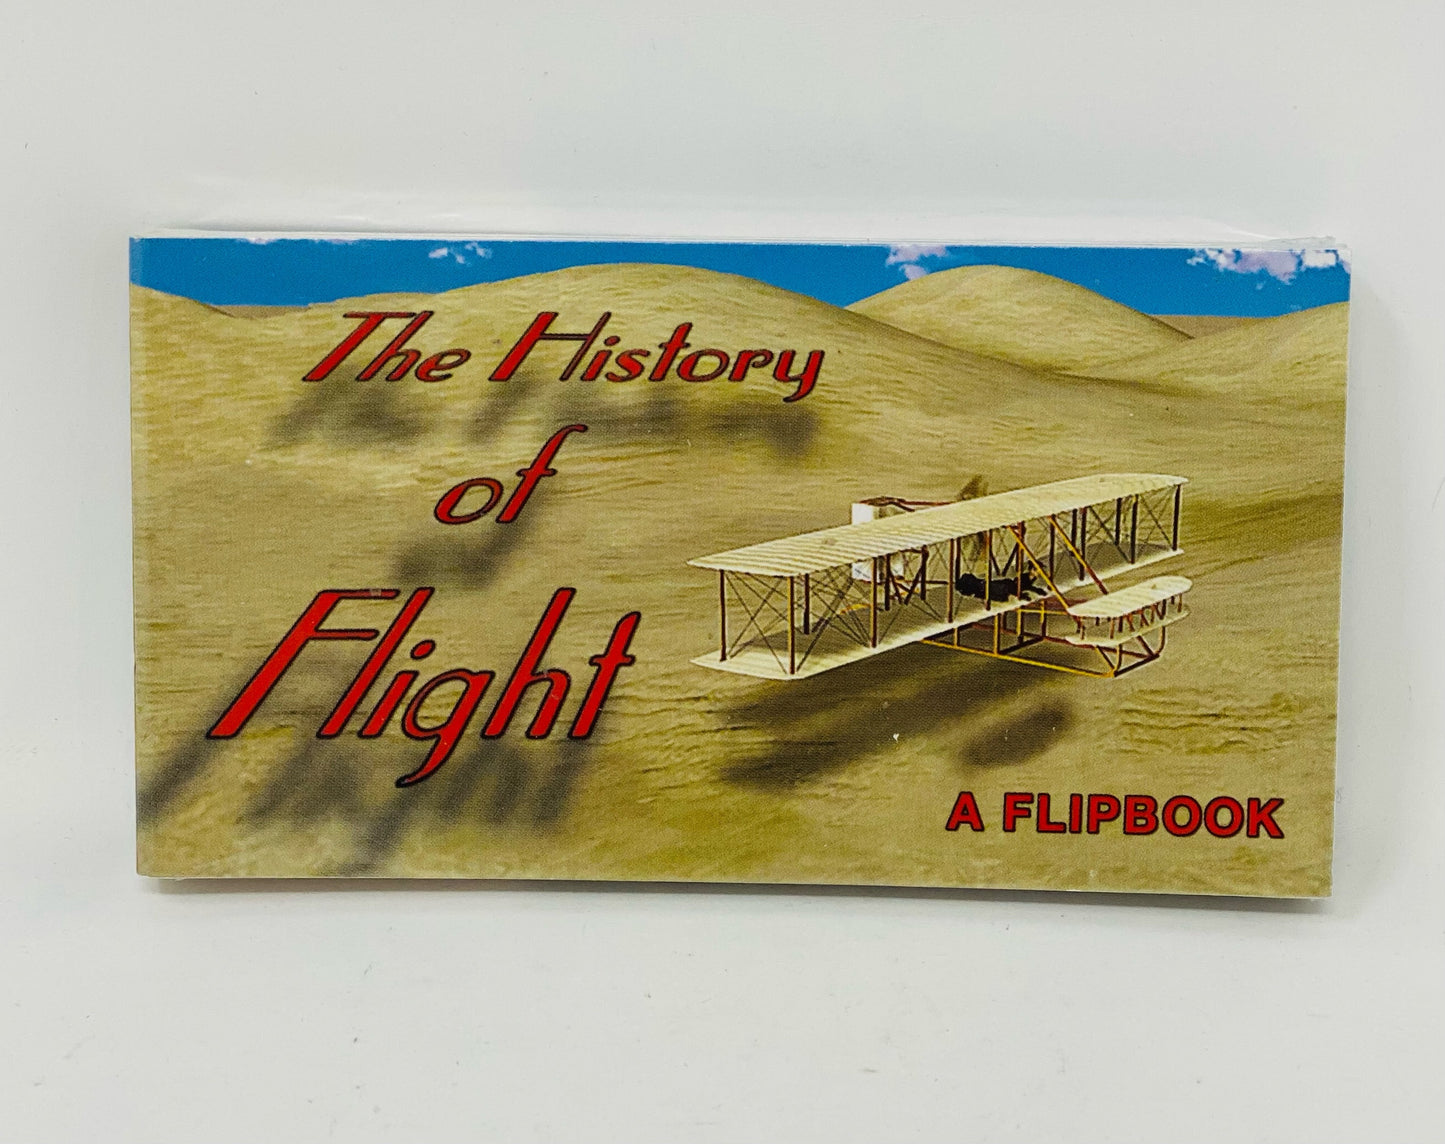 The History
of
Flight
A FLIPBOOK